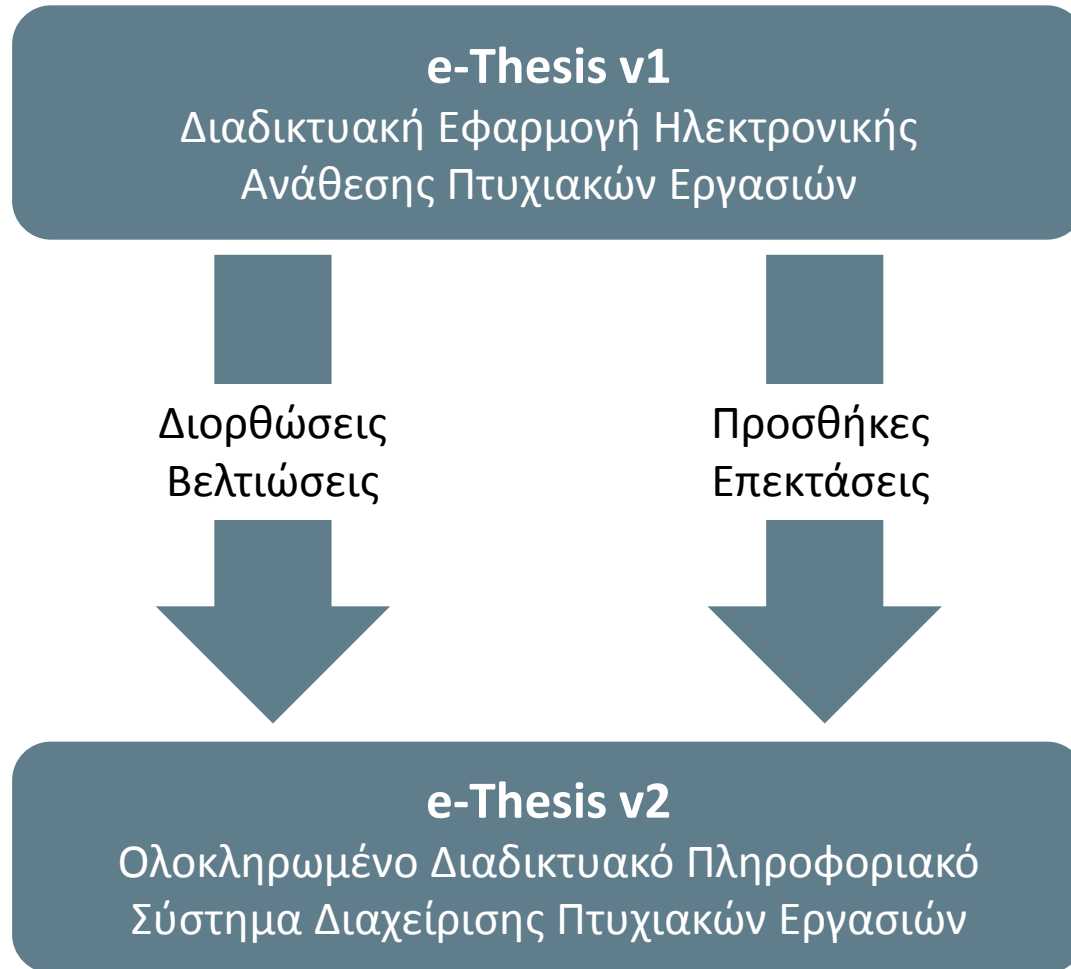 e-Thesis v1
Διαδικτυακή Εφαρμογή Ηλεκτρονικής
Ανάθεσης Πτυχιακών Εργασιών
Διορθώσεις
Βελτιώσεις
Προσθήκες
Επεκτάσεις
e-Thesis v2
Ολοκληρωμένο Διαδικτυακό Πληροφοριακό
Σύστημα Διαχείρισης Πτυχιακών Εργασιών